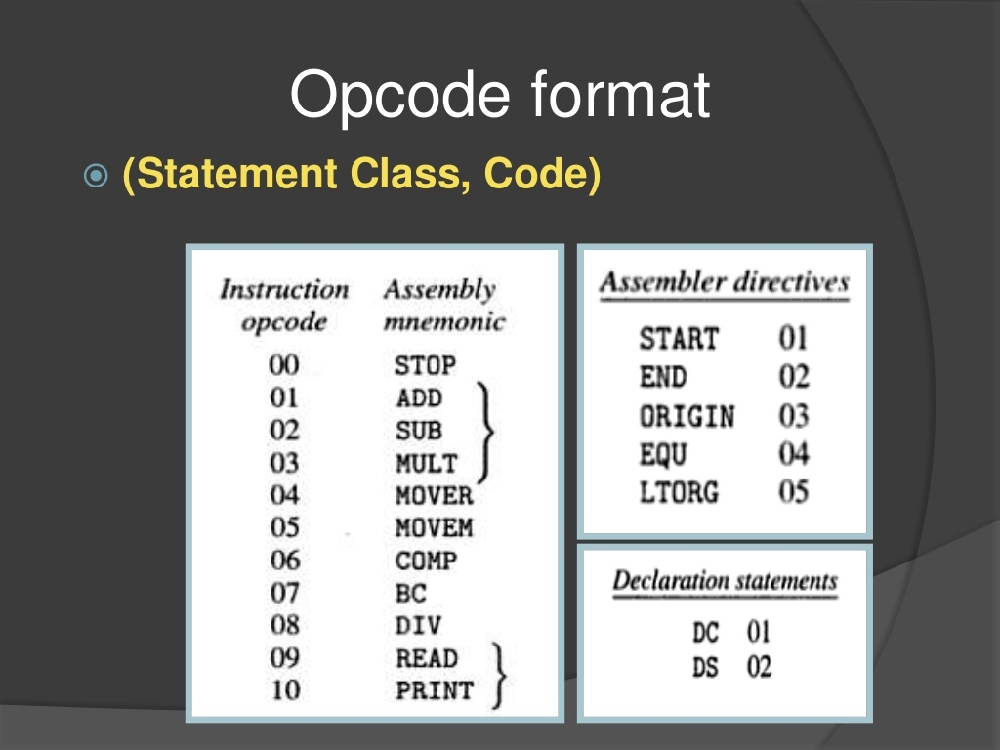 Opcode format
(Statement Class, Code)
Instruction opcode Assembly mnemonic
00 STOP
01 ADD
02 SUB
03 MULT
04 MOVER
05 MOVEM
06 COMP
07 BC
08 DIV
09 READ
10 PRINT
Assembler directives
START 01
END 02
ORIGIN 03
EQU 04
LTORG 05
Declaration statements
DC 01
DS 02